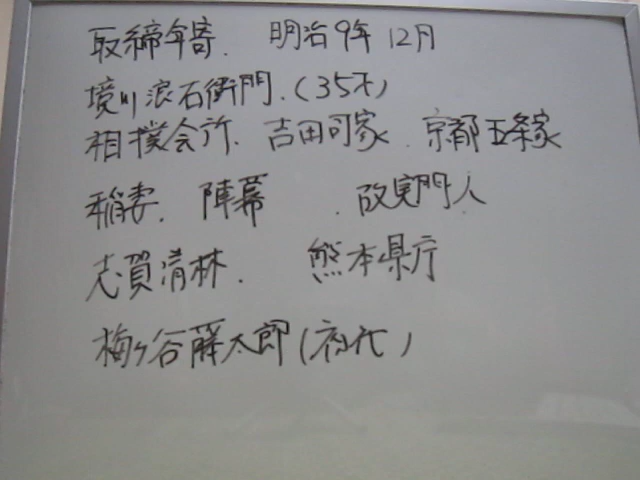 取締年寄. 明治9年12月
境川浪右衛門.(35才)
相撲会所. 吉田司家. 京都五条家
稲妻. 陣幕 . 故実門人
志賀清林. 熊本県庁
梅ヶ谷藤太郎(初代)